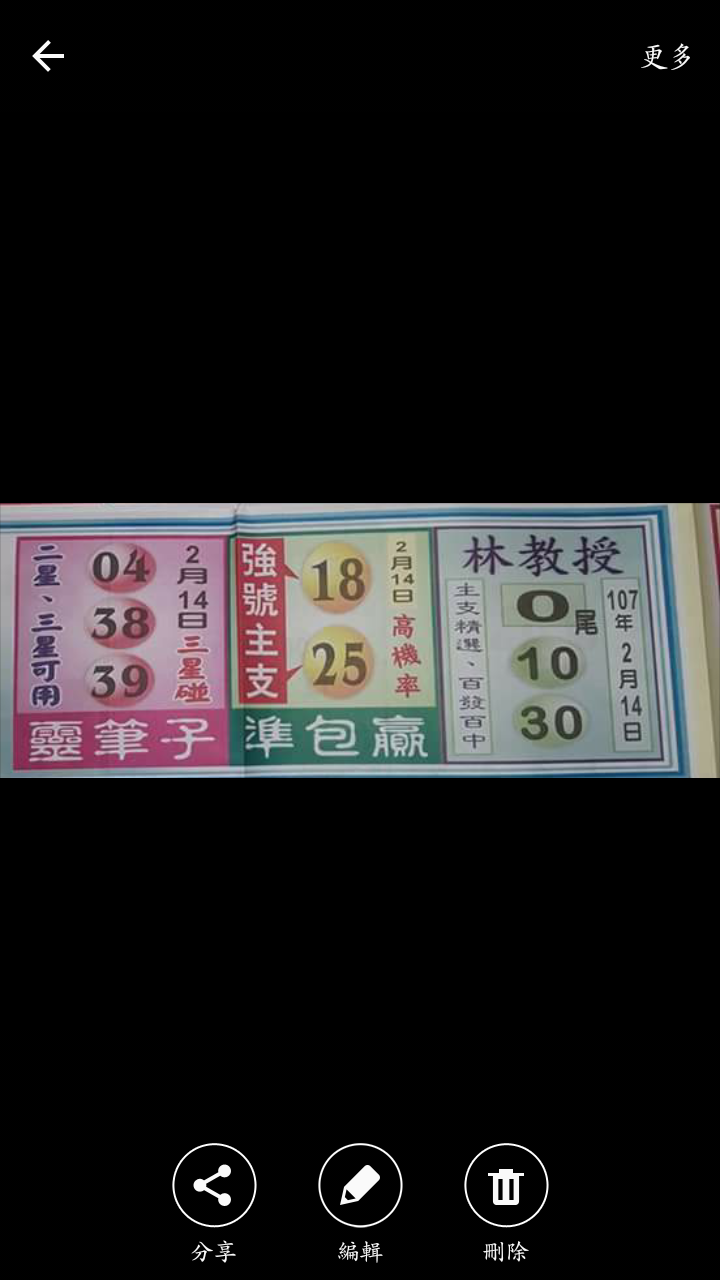 更多
二星、三星可用
04
38
39
2月14日
三星碰
靈筆子
強號主支
18
25
2月14日
高機率
準包贏
林教授
主支精選、百發百中
0尾
10
30
107年2月14日
分享
編輯
刪除